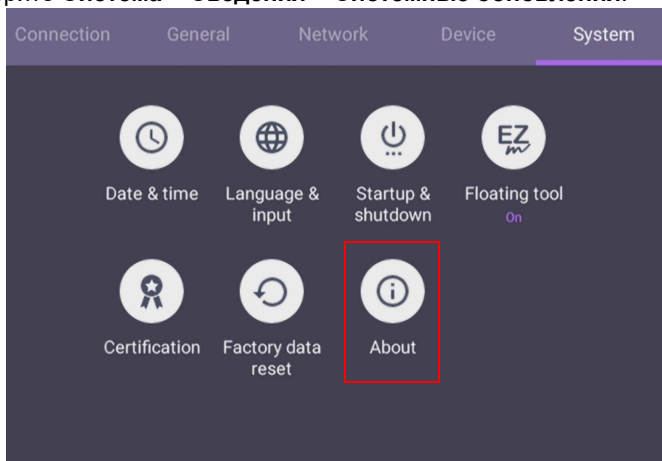 Connection General Network Device System
Date & time Language & input Startup & shutdown Floating tool
On
EZ
Certification Factory data reset About